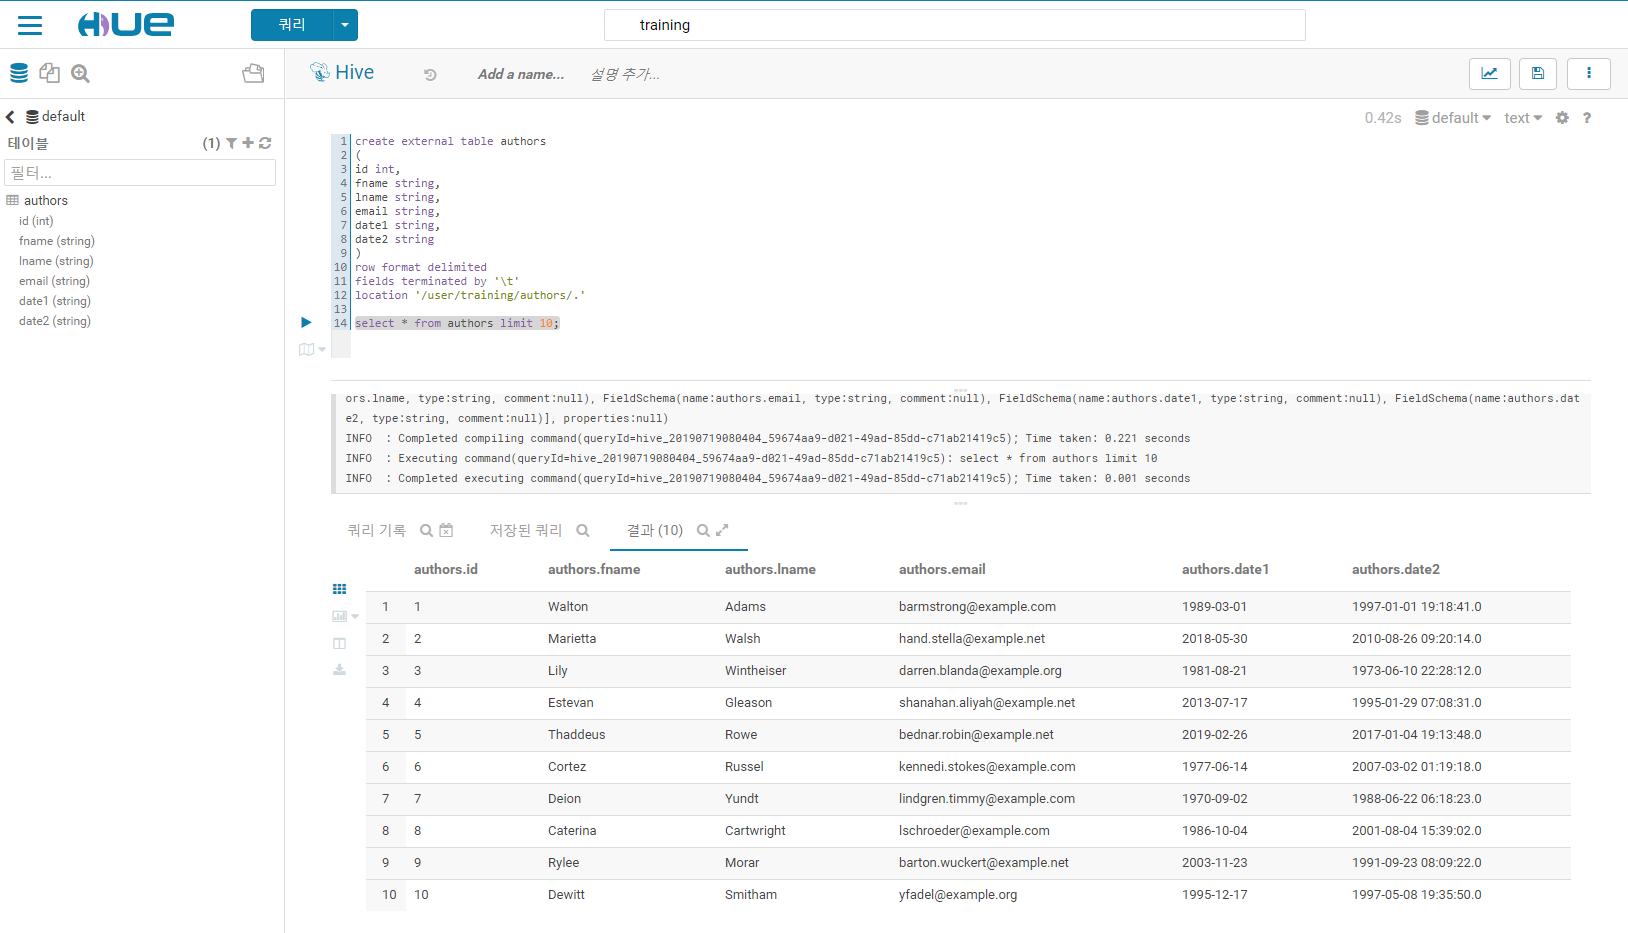 HUE
쿼리
training
Hive
Add a name...
설명 추가...
default
테이블
(1)
필터...
authors
id (int)
fname (string)
lname (string)
email (string)
date1 (string)
date2 (string)
0.42s default text ?
1 create external table authors
2 (
3 id int,
4 fname string,
5 lname string,
6 email string,
7 date1 string,
8 date2 string
9 )
10 row format delimited
11 fields terminated by '\t'
12 location '/user/training/authors/.'
13
14 select * from authors limit 10;
ors.lname, type:string, comment:null), FieldSchema(name:authors.email, type:string, comment:null), FieldSchema(name:authors.date1, type:string, comment:null), FieldSchema(name:authors.dat
e2, type:string, comment:null)], properties:null)
INFO : Completed compiling command(queryId=hive_20190719080404_59674aa9-d021-49ad-85dd-c71ab21419c5); Time taken: 0.221 seconds
INFO : Executing command(queryId=hive_20190719080404_59674aa9-d021-49ad-85dd-c71ab21419c5): select * from authors limit 10
INFO : Completed executing command(queryId=hive_20190719080404_59674aa9-d021-49ad-85dd-c71ab21419c5); Time taken: 0.001 seconds
쿼리 기록 저장된 쿼리 결과 (10)
authors.id authors.fname authors.lname authors.email authors.date1 authors.date2
1 1 Walton Adams barmstrong@example.com 1989-03-01 1997-01-01 19:18:41.0
2 2 Marietta Walsh hand.stella@example.net 2018-05-30 2010-08-26 09:20:14.0
3 3 Lily Wintheiser darren.blanda@example.org 1981-08-21 1973-06-10 22:28:12.0
4 4 Estevan Gleason shanahan.aliyah@example.net 2013-07-17 1995-01-29 07:08:31.0
5 5 Thaddeus Rowe bednar.robin@example.net 2019-02-26 2017-01-04 19:13:48.0
6 6 Cortez Russel kennedi.stokes@example.com 1977-06-14 2007-03-02 01:19:18.0
7 7 Deion Yundt lindgren.timmy@example.com 1970-09-02 1988-06-22 06:18:23.0
8 8 Caterina Cartwright lschroeder@example.com 1986-10-04 2001-08-04 15:39:02.0
9 9 Rylee Morar barton.wuckert@example.net 2003-11-23 1991-09-23 08:09:22.0
10 10 Dewitt Smitham yfadel@example.org 1995-12-17 1997-05-08 19:35:50.0